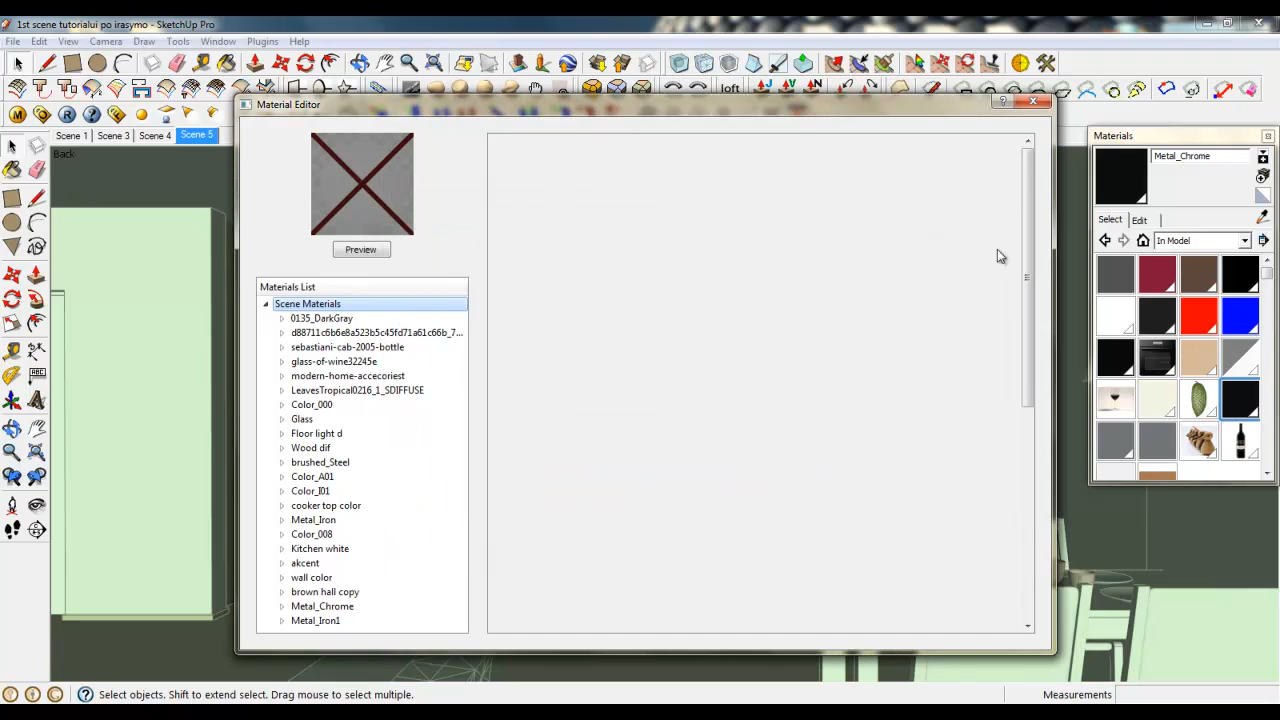 1st scene tutorialui po irasymo - SketchUp Pro
File Edit View Camera Draw Tools Window Plugins Help
loft
M R
Scene 1 Scene 3 Scene 4 Scene 5
Back
Material Editor
Preview
Materials List
Scene Materials
0135_DarkGray
d88711c6b6e8a523b5c45fd71a61c66b_7...
sebastiani-cab-2005-bottle
glass-of-wine32245e
modern-home-accecoriest
LeavesTropical0216_1_SDIFFUSE
Color_000
Glass
Floor light d
Wood dif
brushed_Steel
Color_A01
Color_I01
cooker top color
Metal_Iron
Color_008
Kitchen white
akcent
wall color
brown hall copy
Metal_Chrome
Metal_Iron1
Materials
Metal_Chrome
Select Edit
In Model
Select objects. Shift to extend select. Drag mouse to select multiple.
Measurements